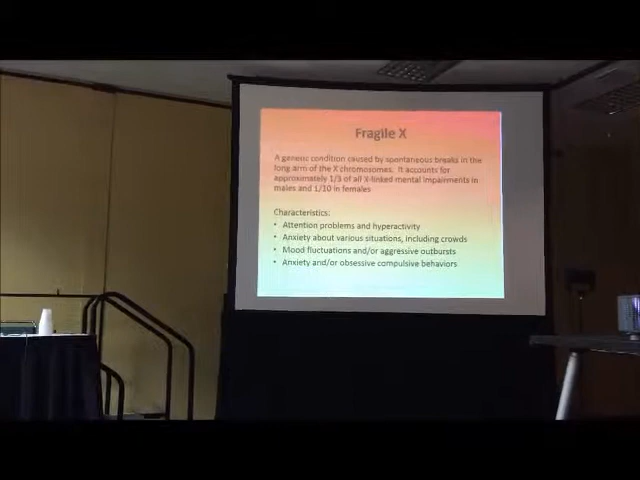 Fragile X
A genetic condition caused by spontaneous breaks in the
long arm of the X chromosomes. It accounts for
approximately 1/3 of all X-linked mental impairments in
males and 1/10 in females
Characteristics:
• Attention problems and hyperactivity
• Anxiety about various situations, including crowds
• Mood fluctuations and/or aggressive outbursts
• Anxiety and/or obsessive compulsive behaviors